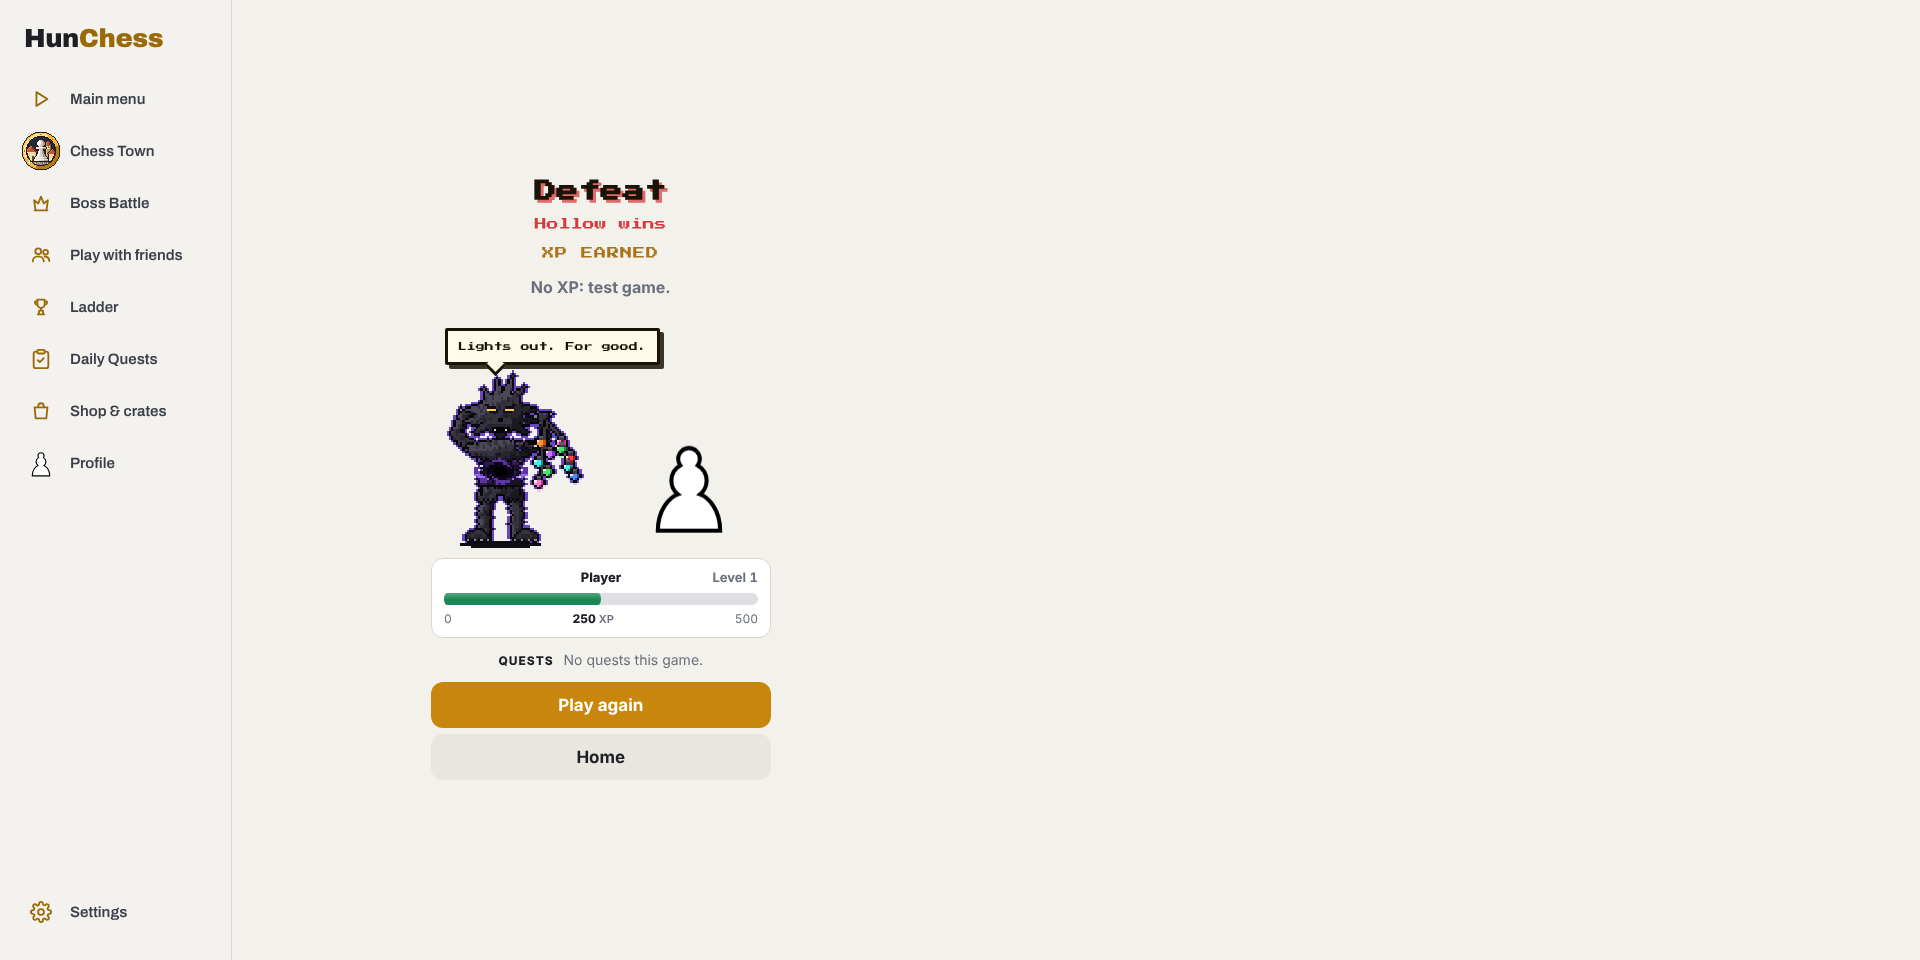 HunChess
Main menu
Chess Town
Boss Battle
Play with friends
Ladder
Daily Quests
Shop & crates
Profile
Settings
Defeat
Hollow wins
XP EARNED
No XP: test game.
Lights out. For good.
Player Level 1
0 250 XP 500
QUESTS No quests this game.
Play again
Home